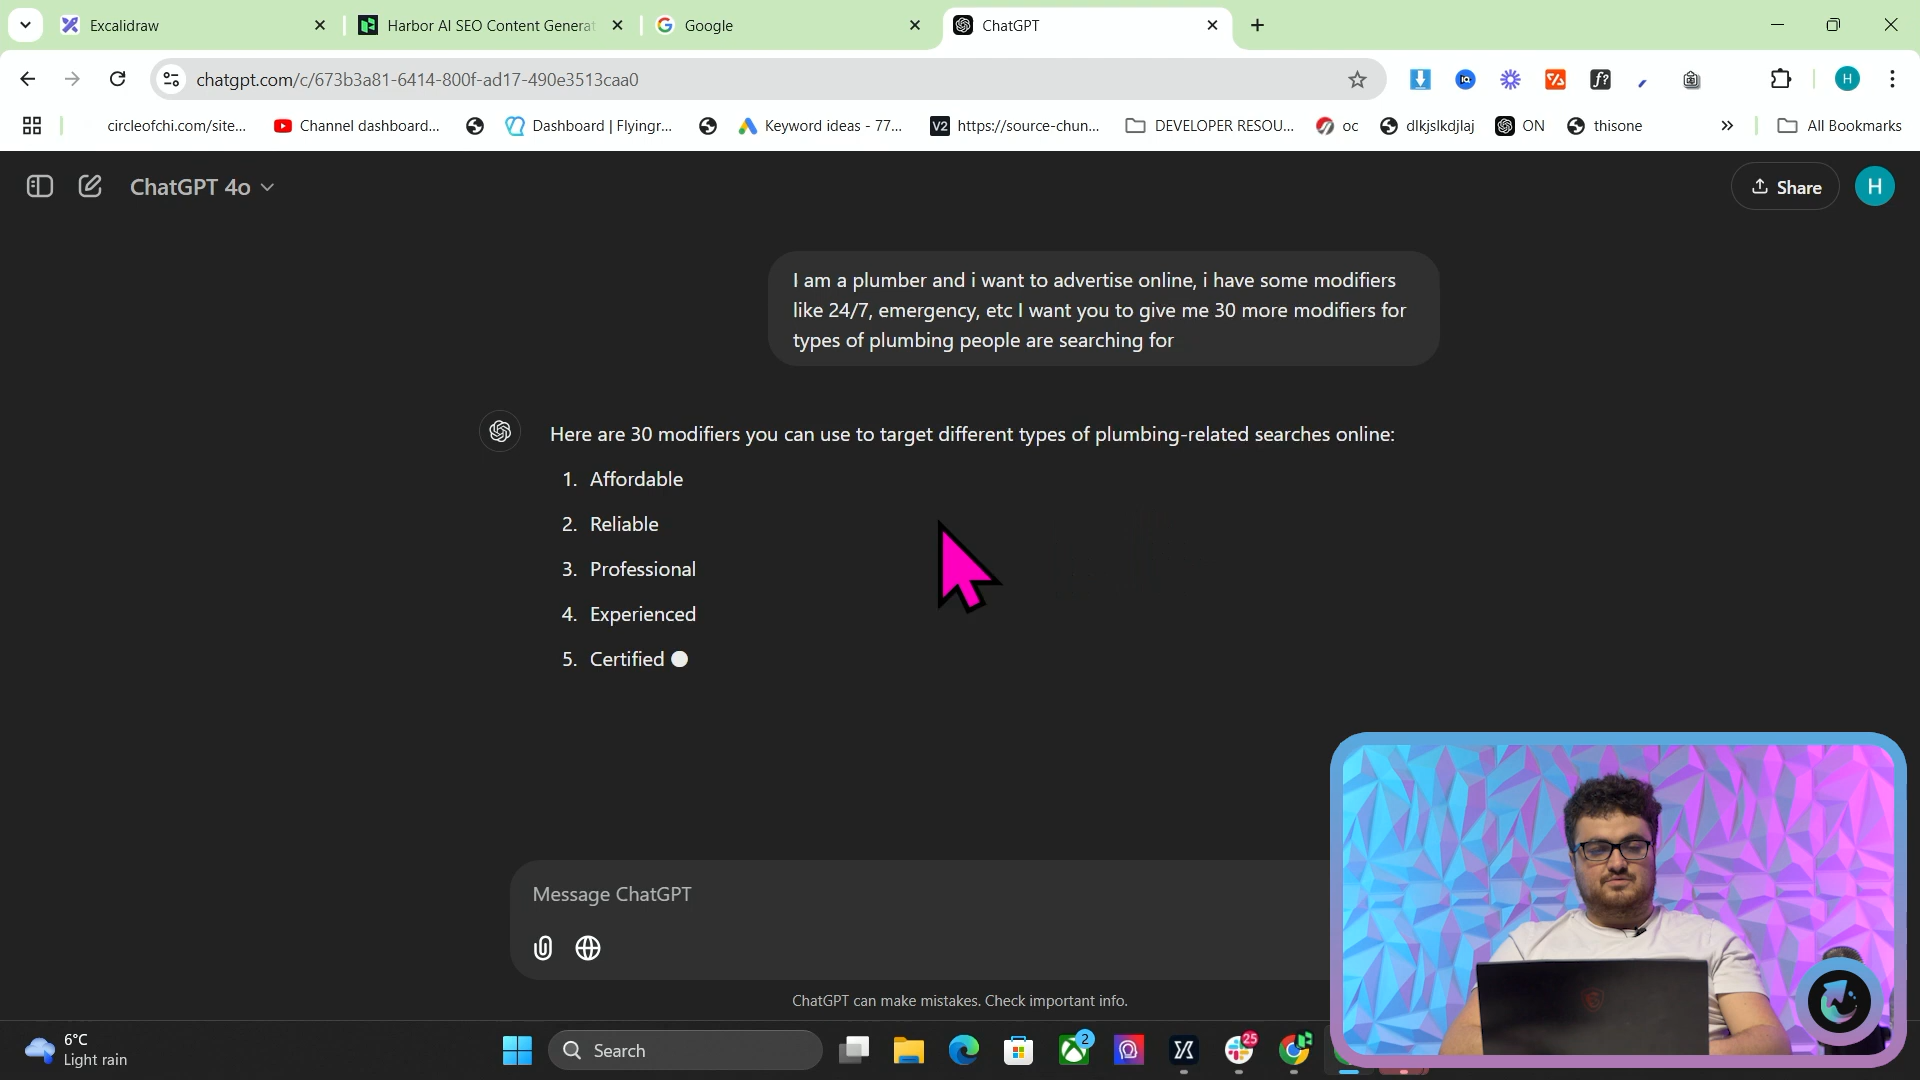 Excalidraw
Harbor AI SEO Content Generat
Google
ChatGPT
chatgpt.com/c/673b3a81-6414-800f-ad17-490e3513caa0
H
circleofchi.com/site...
Channel dashboard...
Dashboard | Flyingr...
Keyword ideas - 77...
V2 https://source-chun...
DEVELOPER RESOU...
oc
dlkjslkdjlaj
ON
thisone
All Bookmarks
ChatGPT 4o
Share
H
I am a plumber and i want to advertise online, i have some modifiers
like 24/7, emergency, etc I want you to give me 30 more modifiers for
types of plumbing people are searching for
Here are 30 modifiers you can use to target different types of plumbing-related searches online:
1. Affordable
2. Reliable
3. Professional
4. Experienced
5. Certified
Message ChatGPT
ChatGPT can make mistakes. Check important info.
6°C
Light rain
Search
2
25